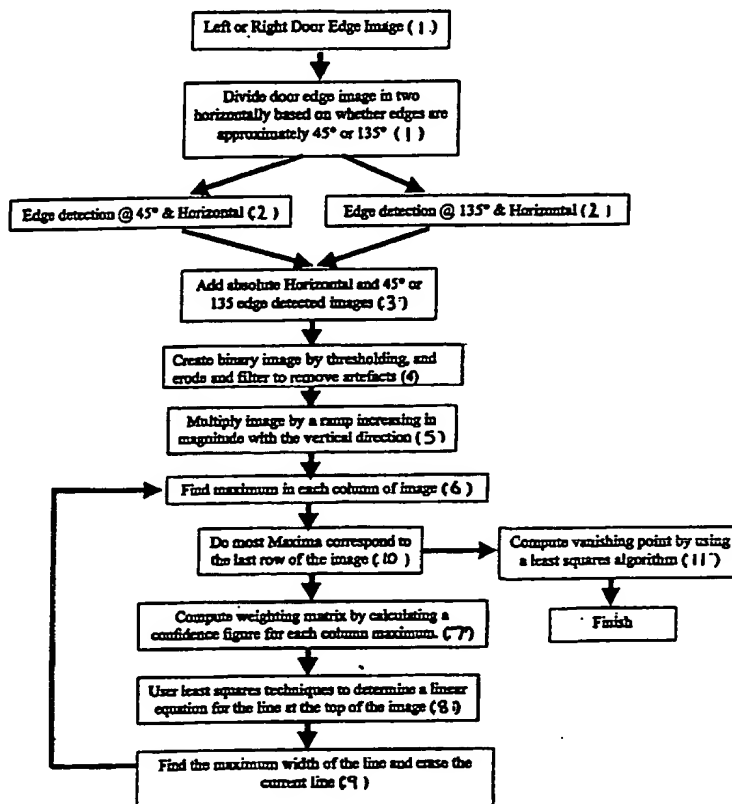 Left or Right Door Edge Image (1.)
Divide door edge image in two
horizontally based on whether edges are
approximately 45° or 135° (1)
Edge detection @ 45° & Horizontal (2)
Edge detection @ 135° & Horizontal (2)
Add absolute Horizontal and 45° or
135 edge detected images (3)
Create binary image by thresholding, and
erode and filter to remove artefacts (4)
Multiply image by a ramp increasing in
magnitude with the vertical direction (5)
Find maximum in each column of image (6)
Do most Maxima correspond to
the last row of the image (10)
Compute vanishing point by using
a least squares algorithm (11)
Finish
Compute weighting matrix by calculating a
confidence figure for each column maximum. (7)
User least squares techniques to determine a linear
equation for the line at the top of the image (8)
Find the maximum width of the line and erase the
current line (9)